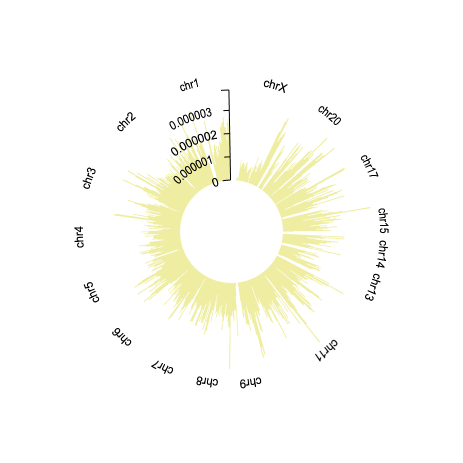 chr1
chrX
chr2
chr20
chr3
chr17
chr4
chr15
chr14
chr5
chr13
chr6
chr11
chr7
chr8
chr9
0.000003
0.000002
0.000001
0